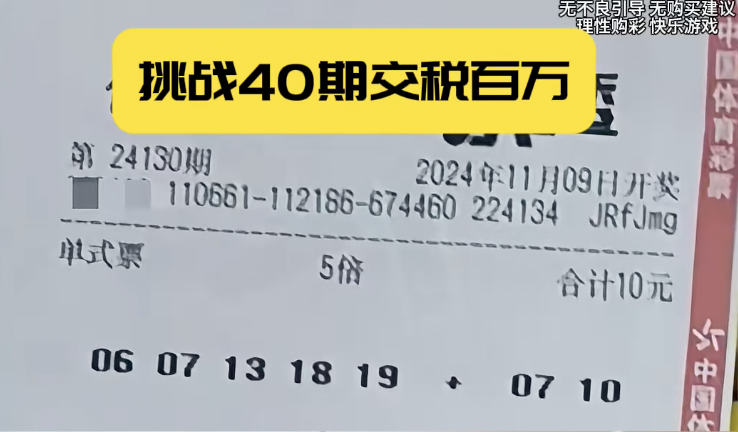 无不良引导 无购买建议
理性购彩 快乐游戏
挑战40期交税百万
第 24130期
2024年11月09日开奖
110661-112186-674460 224134 JRfJmg
单式票
5倍
合计10元
06 07 13 18 19 + 07 10
中国体育彩票
中国